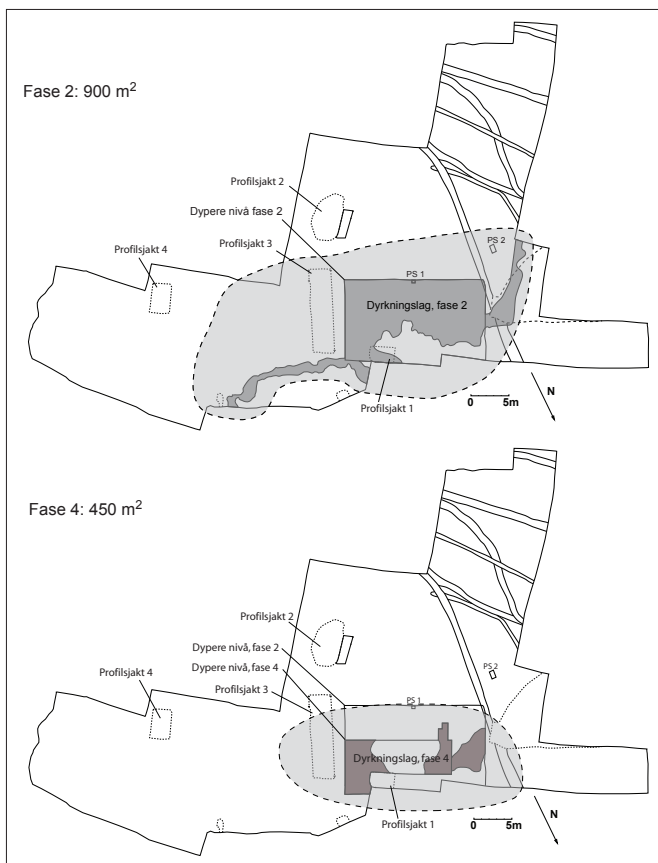 Fase 2: 900 m²
Profilsjakt 2
Dypere nivå fase 2
Profilsjakt 3
Profilsjakt 4
PS 2
PS 1
Dyrkningslag, fase 2
Profilsjakt 1
0 5m
N
Fase 4: 450 m²
Profilsjakt 2
Dypere nivå, fase 2
Dypere nivå, fase 4
Profilsjakt 4
Profilsjakt 3
PS 2
PS 1
Dyrkningslag, fase 4
Profilsjakt 1
0 5m
N